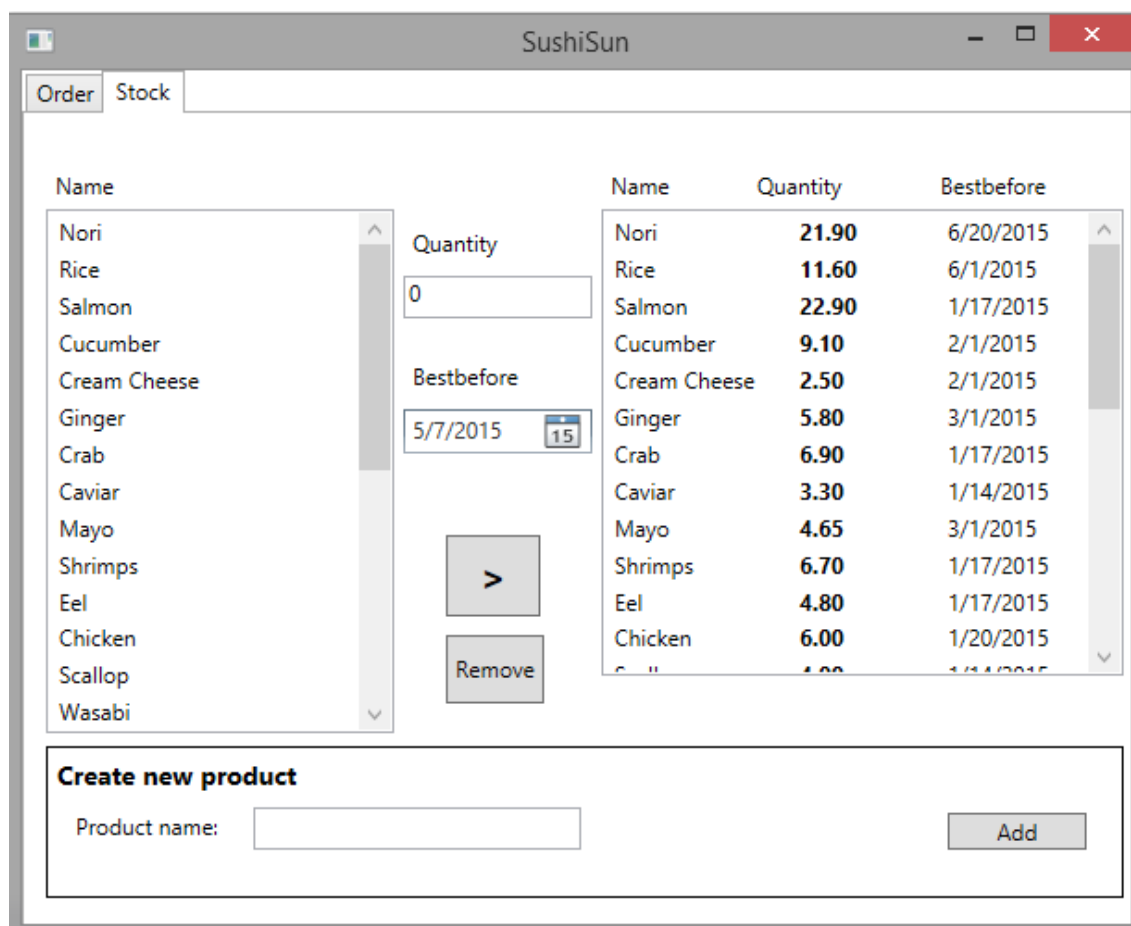 SushiSun
Order Stock
Name
Nori
Rice
Salmon
Cucumber
Cream Cheese
Ginger
Crab
Caviar
Mayo
Shrimps
Eel
Chicken
Scallop
Wasabi
Quantity
0
Bestbefore
5/7/2015 15
>
Remove
Name Quantity Bestbefore
Nori 21.90 6/20/2015
Rice 11.60 6/1/2015
Salmon 22.90 1/17/2015
Cucumber 9.10 2/1/2015
Cream Cheese 2.50 2/1/2015
Ginger 5.80 3/1/2015
Crab 6.90 1/17/2015
Caviar 3.30 1/14/2015
Mayo 4.65 3/1/2015
Shrimps 6.70 1/17/2015
Eel 4.80 1/17/2015
Chicken 6.00 1/20/2015
Create new product
Product name:
Add